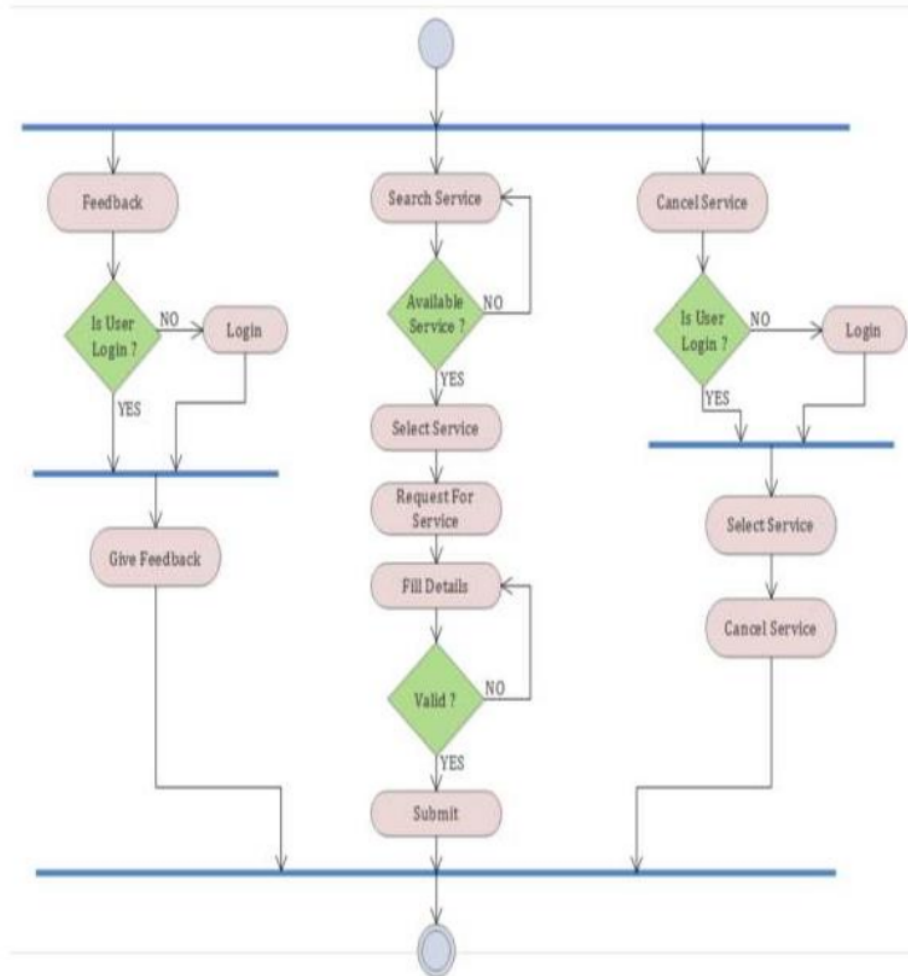 Feedback
Search Service
Cancel Service
Is User
Login ?
NO
Login
YES
Available
Service ?
NO
YES
Is User
Login ?
NO
Login
YES
Select Service
Request For
Service
Fill Details
Give Feedback
Select Service
Cancel Service
Valid ?
NO
YES
Submit